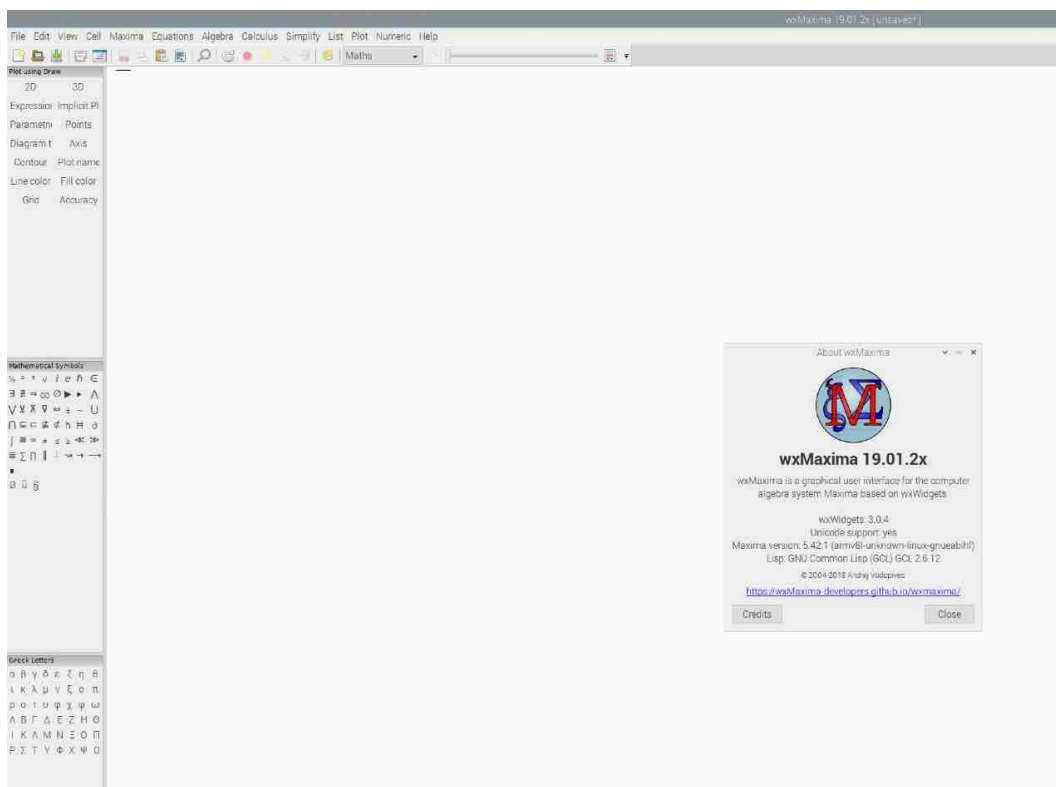 wxMaxima 19.01.2x [ unsaved* ]
File Edit View Cell Maxima Equations Algebra Calculus Simplify List Plot Numeric Help
Maths
Plot using Draw
2D 3D
Expression Implicit Pl
Parametri Points
Diagram t Axis
Contour Plot name
Line color Fill color
Grid Accuracy
Mathematical Symbols
Greek Letters
α β γ δ ε ζ η θ
ι κ λ μ ν ξ ο π
ρ σ τ υ φ χ ψ ω
Α Β Γ Δ Ε Ζ Η Θ
Ι Κ Λ Μ Ν Ξ Ο Π
Ρ Σ Τ Υ Φ Χ Ψ Ω
About wxMaxima
wxMaxima 19.01.2x
wxMaxima is a graphical user interface for the computer
algebra system Maxima based on wxWidgets.
wxWidgets: 3.0.4
Unicode support: yes
Maxima version: 5.42.1 (armv8l-unknown-linux-gnueabihf)
Lisp: GNU Common Lisp (GCL) GCL 2.6.12
© 2004-2018 Andrej Vodopivec
https://wxMaxima-developers.github.io/wxmaxima/
Credits Close